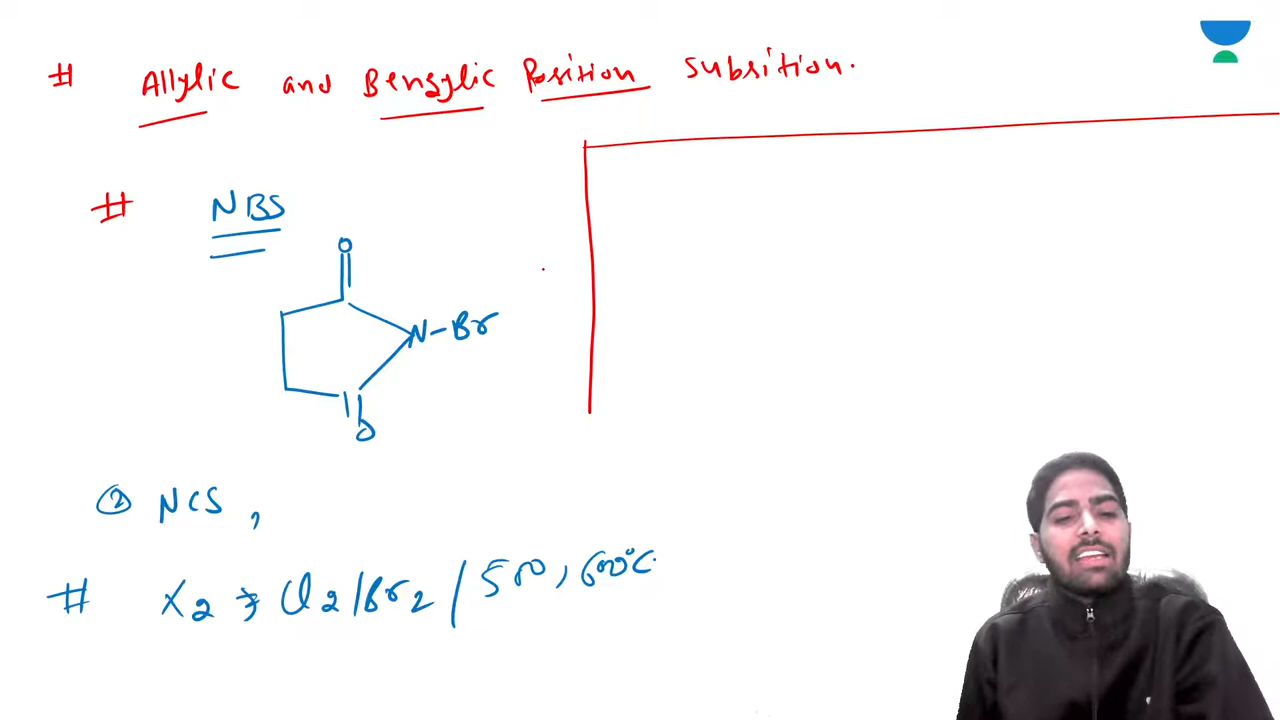 # Allylic and Benzylic Position Subsition.
# NBS
O
N-Br
O
② NCS,
# X2 → Cl2/Br2 / 500, 600°C